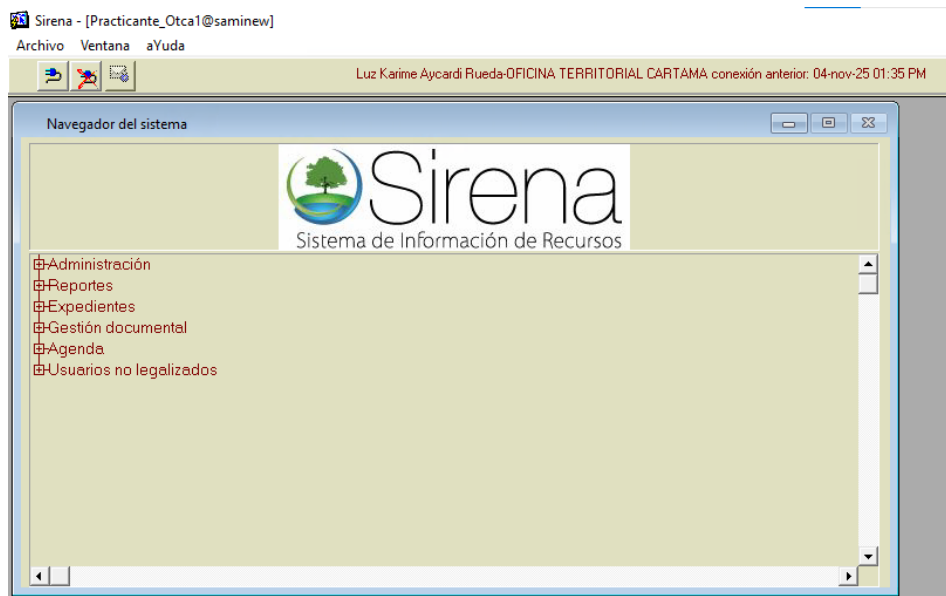 Sirena - [Practicante_Otca1@saminew]
Archivo Ventana aYuda
Luz Karime Aycardi Rueda-OFICINA TERRITORIAL CARTAMA conexión anterior: 04-nov-25 01:35 PM
Navegador del sistema
Sirena
Sistema de Información de Recursos
Administración
Reportes
Expedientes
Gestión documental
Agenda
Usuarios no legalizados